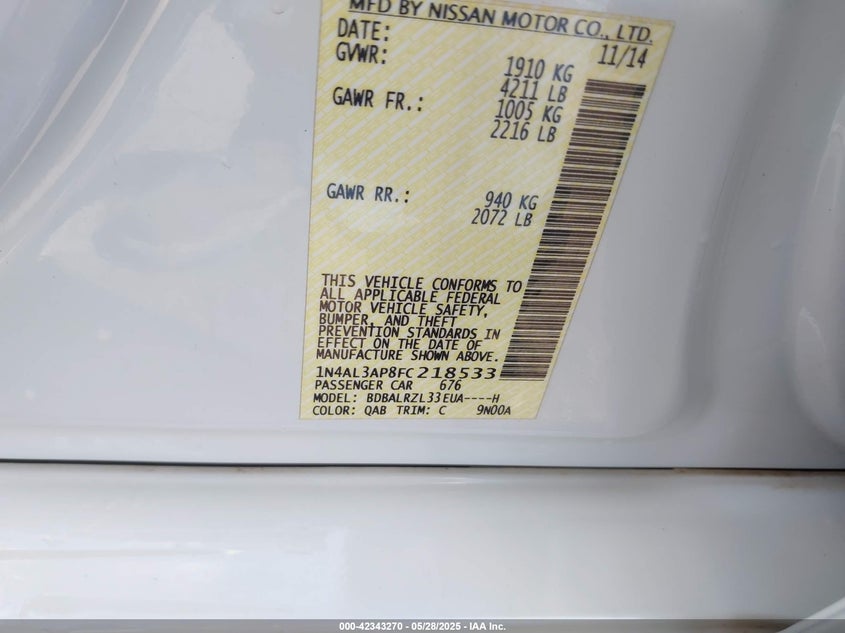 MFD BY NISSAN MOTOR CO., LTD.
DATE: 11/14
GVWR: 1910 KG
4211 LB
GAWR FR.: 1005 KG
2216 LB
GAWR RR.: 940 KG
2072 LB
THIS VEHICLE CONFORMS TO
ALL APPLICABLE FEDERAL
MOTOR VEHICLE SAFETY,
BUMPER, AND THEFT
PREVENTION STANDARDS IN
EFFECT ON THE DATE OF
MANUFACTURE SHOWN ABOVE.
1N4AL3AP8FC218533
PASSENGER CAR 676
MODEL: BDBALRZL33EUA----H
COLOR: QAB TRIM: C 9N00A
000-42343270 - 05/28/2025 - IAA Inc.